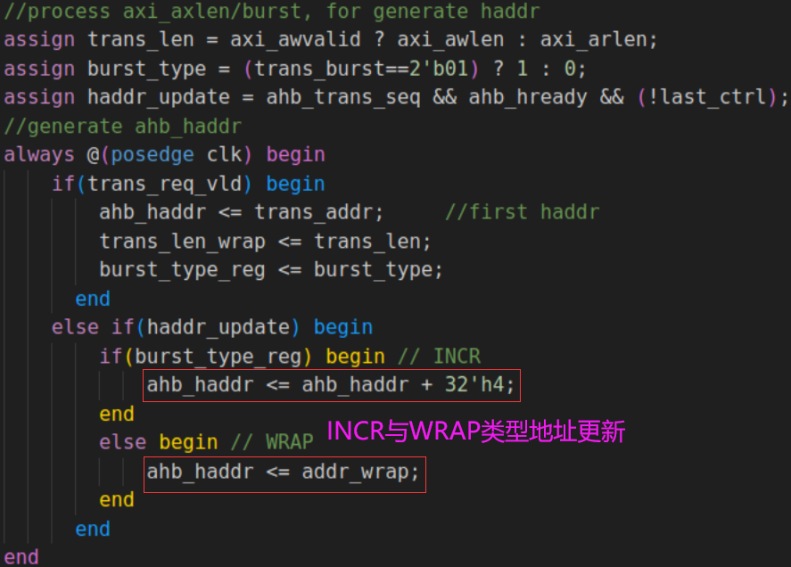 //process axi_axlen/burst, for generate haddr
assign trans_len = axi_awvalid ? axi_awlen : axi_arlen;
assign burst_type = (trans_burst==2'b01) ? 1 : 0;
assign haddr_update = ahb_trans_seq && ahb_hready && (!last_ctrl);
//generate ahb_haddr
always @(posedge clk) begin
if(trans_req_vld) begin
ahb_haddr <= trans_addr; //first haddr
trans_len_wrap <= trans_len;
burst_type_reg <= burst_type;
end
else if(haddr_update) begin
if(burst_type_reg) begin // INCR
ahb_haddr <= ahb_haddr + 32'h4;
end
INCR与WRAP类型地址更新
else begin // WRAP
ahb_haddr <= addr_wrap;
end
end
end